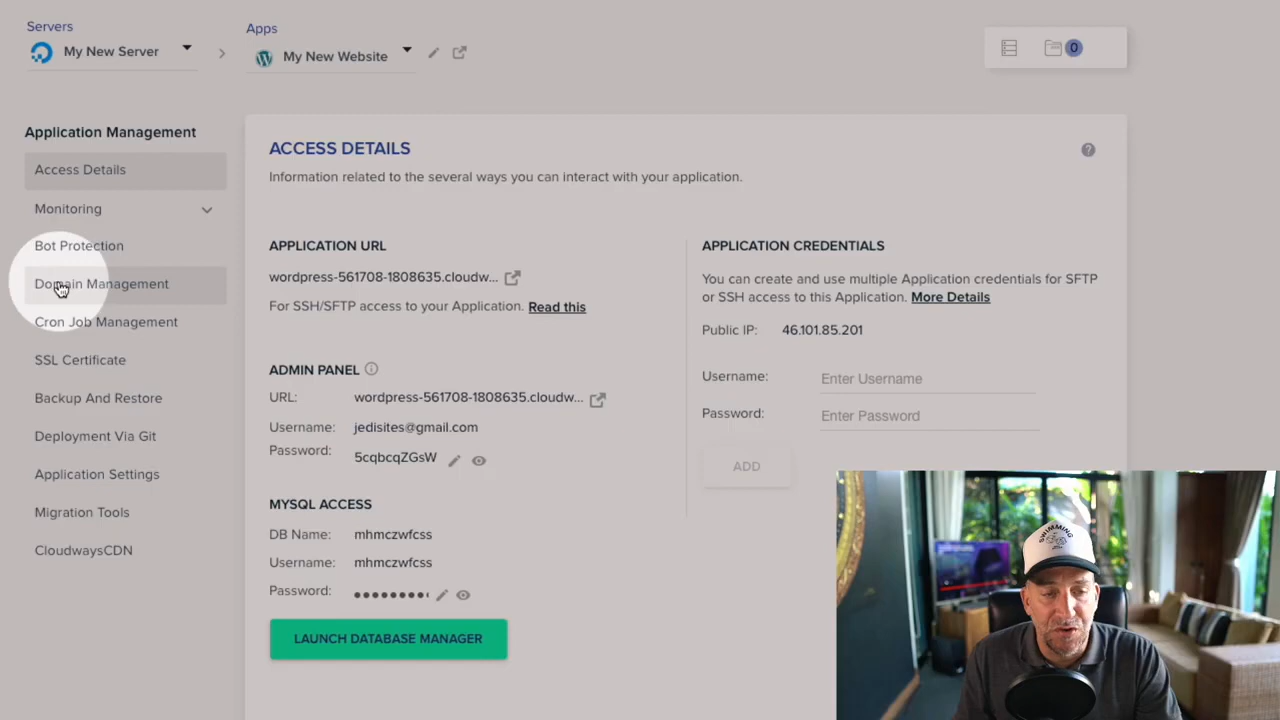 Servers
My New Server
Apps
My New Website
0
Application Management
Access Details
Monitoring
Bot Protection
Domain Management
Cron Job Management
SSL Certificate
Backup And Restore
Deployment Via Git
Application Settings
Migration Tools
CloudwaysCDN
ACCESS DETAILS
Information related to the several ways you can interact with your application.
?
APPLICATION URL
wordpress-561708-1808635.cloudw...
For SSH/SFTP access to your Application. Read this
ADMIN PANEL
URL: wordpress-561708-1808635.cloudw...
Username: jedisites@gmail.com
Password: 5cqbcqZGsW
MYSQL ACCESS
DB Name: mhmczwfcss
Username: mhmczwfcss
Password:
LAUNCH DATABASE MANAGER
APPLICATION CREDENTIALS
You can create and use multiple Application credentials for SFTP
or SSH access to this Application. More Details
Public IP: 46.101.85.201
Username: Enter Username
Password: Enter Password
ADD
SWIMMING